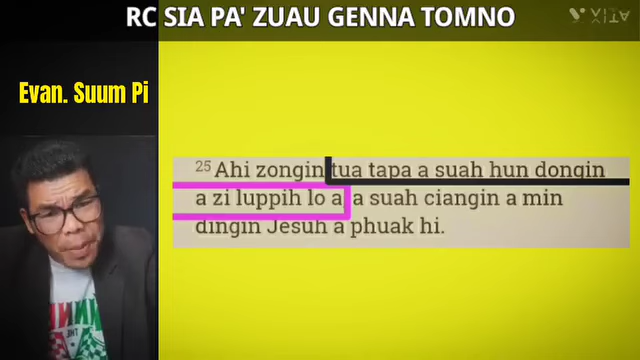 RC SIA PA' ZUAU GENNA TOMNO
Evan. Suum Pi
25 Ahi zongin tua tapa a suah hun dongin
a zi luppih lo a, a suah ciangin a min
dingin Jesuh a phuak hi.